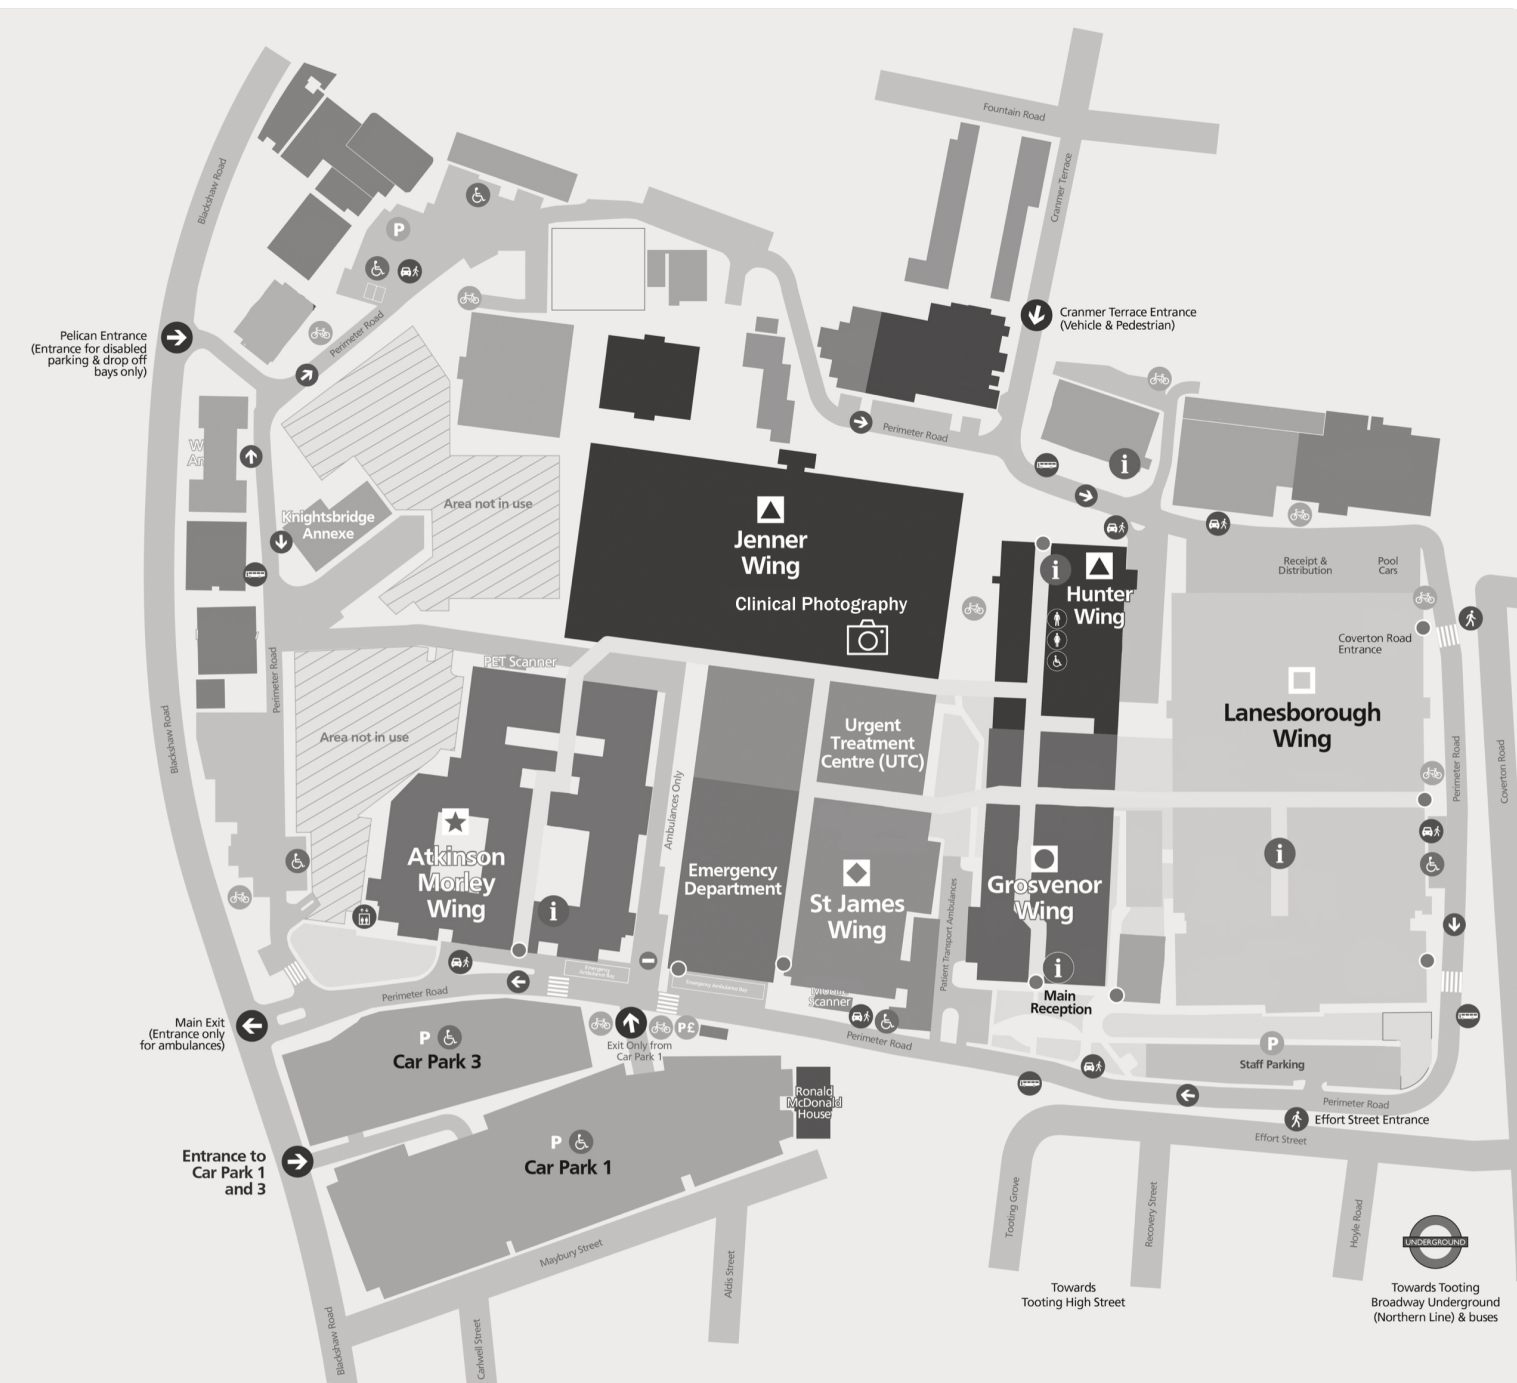 Fountain Road
Blackshaw Road
Cranmer Terrace
P
Cranmer Terrace Entrance
(Vehicle & Pedestrian)
Pelican Entrance
(Entrance for disabled
parking & drop off
bays only)
Perimeter Road
Perimeter Road
i
Area not in use
Knightsbridge
Annexe
Jenner
Wing
Clinical Photography
i
Hunter
Wing
Receipt &
Distribution
Pool
Cars
Coverton Road
Entrance
PET Scanner
Perimeter Road
Blackshaw Road
Area not in use
Ambulances Only
Urgent
Treatment
Centre (UTC)
Lanesborough
Wing
Perimeter Road
Coverton Road
Atkinson
Morley
Wing
i
Emergency
Department
St James
Wing
Patient Transport Ambulances
Grosvenor
Wing
i
i
Main
Reception
Emergency
Ambulance Bay
Emergency Ambulance Bay
Scanner
Perimeter Road
Main Exit
(Entrance only
for ambulances)
P
Car Park 3
P£
Exit Only from
Car Park 1
Perimeter Road
P
Staff Parking
Perimeter Road
Effort Street Entrance
Effort Street
Ronald
McDonald
House
Entrance to
Car Park 1
and 3
P
Car Park 1
Maybury Street
Aldis Street
Carlwell Street
Blackshaw Road
Tooting Grove
Recovery Street
Hoyle Road
UNDERGROUND
Towards
Tooting High Street
Towards Tooting
Broadway Underground
(Northern Line) & buses